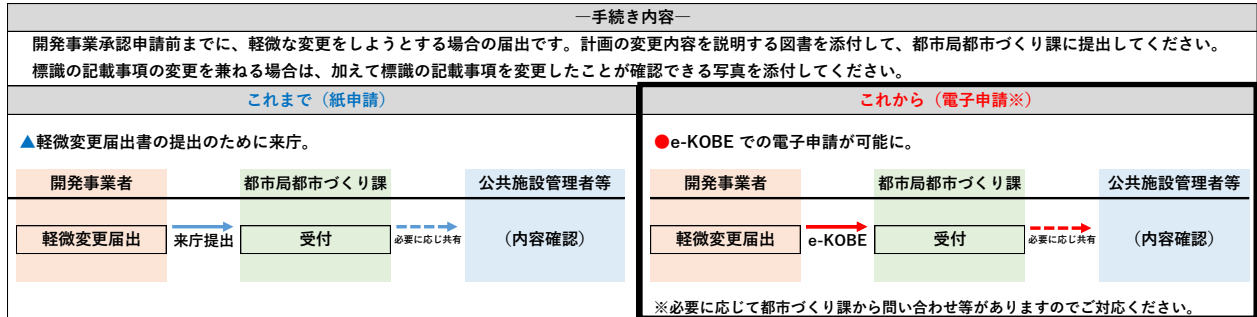 ―手続き内容―
開発事業承認申請前までに、軽微な変更をしようとする場合の届出です。計画の変更内容を説明する図書を添付して、都市局都市づくり課に提出してください。
標識の記載事項の変更を兼ねる場合は、加えて標識の記載事項を変更したことが確認できる写真を添付してください。
これまで（紙申請）
▲軽微変更届出書の提出のために来庁。
開発事業者 都市局都市づくり課 公共施設管理者等
軽微変更届出 来庁提出 受付 必要に応じ共有 （内容確認）
これから（電子申請※）
●e-KOBE での電子申請が可能に。
開発事業者 都市局都市づくり課 公共施設管理者等
軽微変更届出 e-KOBE 受付 必要に応じ共有 （内容確認）
※必要に応じて都市づくり課から問い合わせ等がありますのでご対応ください。